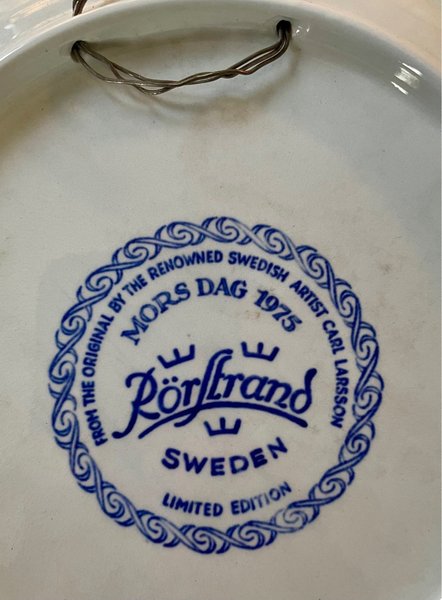 FROM THE ORIGINAL BY THE RENOWNED SWEDISH ARTIST CARL LARSSON
MORS DAG 1975
Rörstrand
SWEDEN
LIMITED EDITION